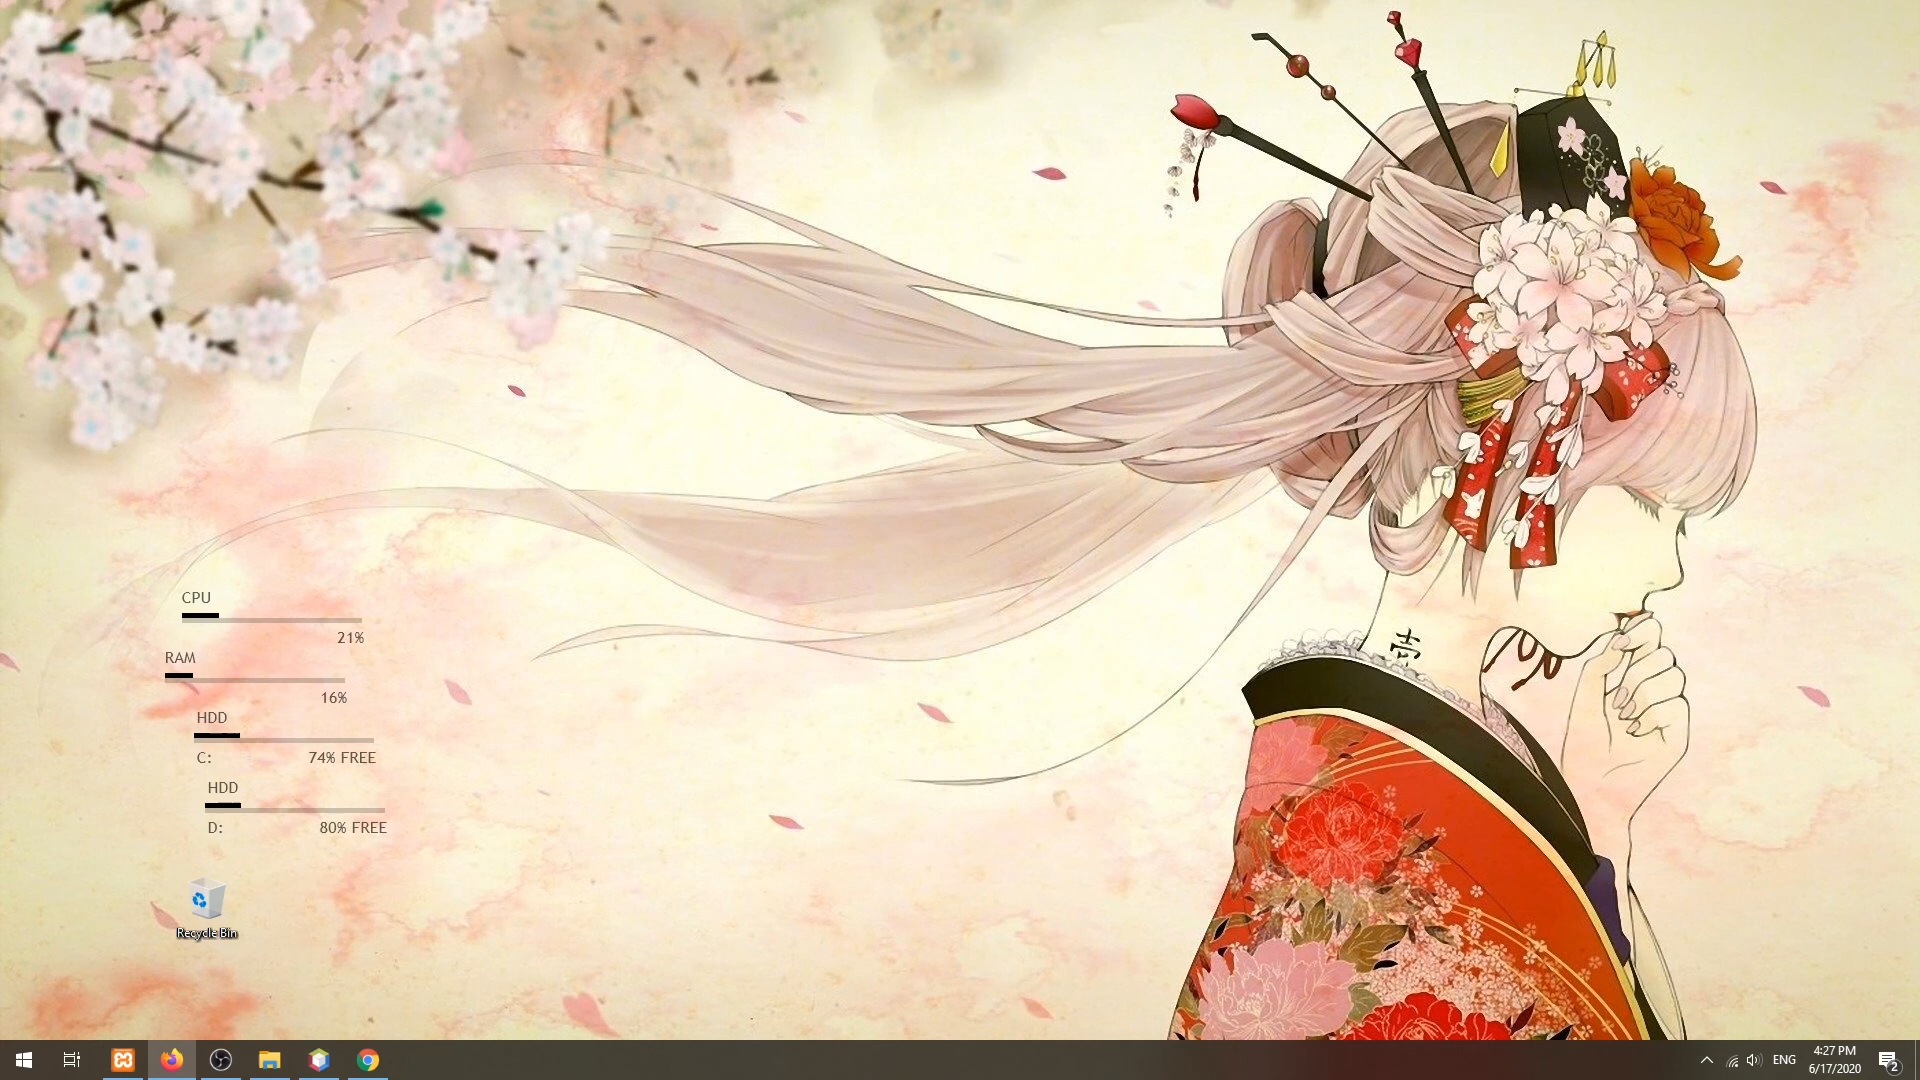 壱
CPU
21%
RAM
16%
HDD
C: 74% FREE
HDD
D: 80% FREE
Recycle Bin
ENG
4:27 PM
6/17/2020
2